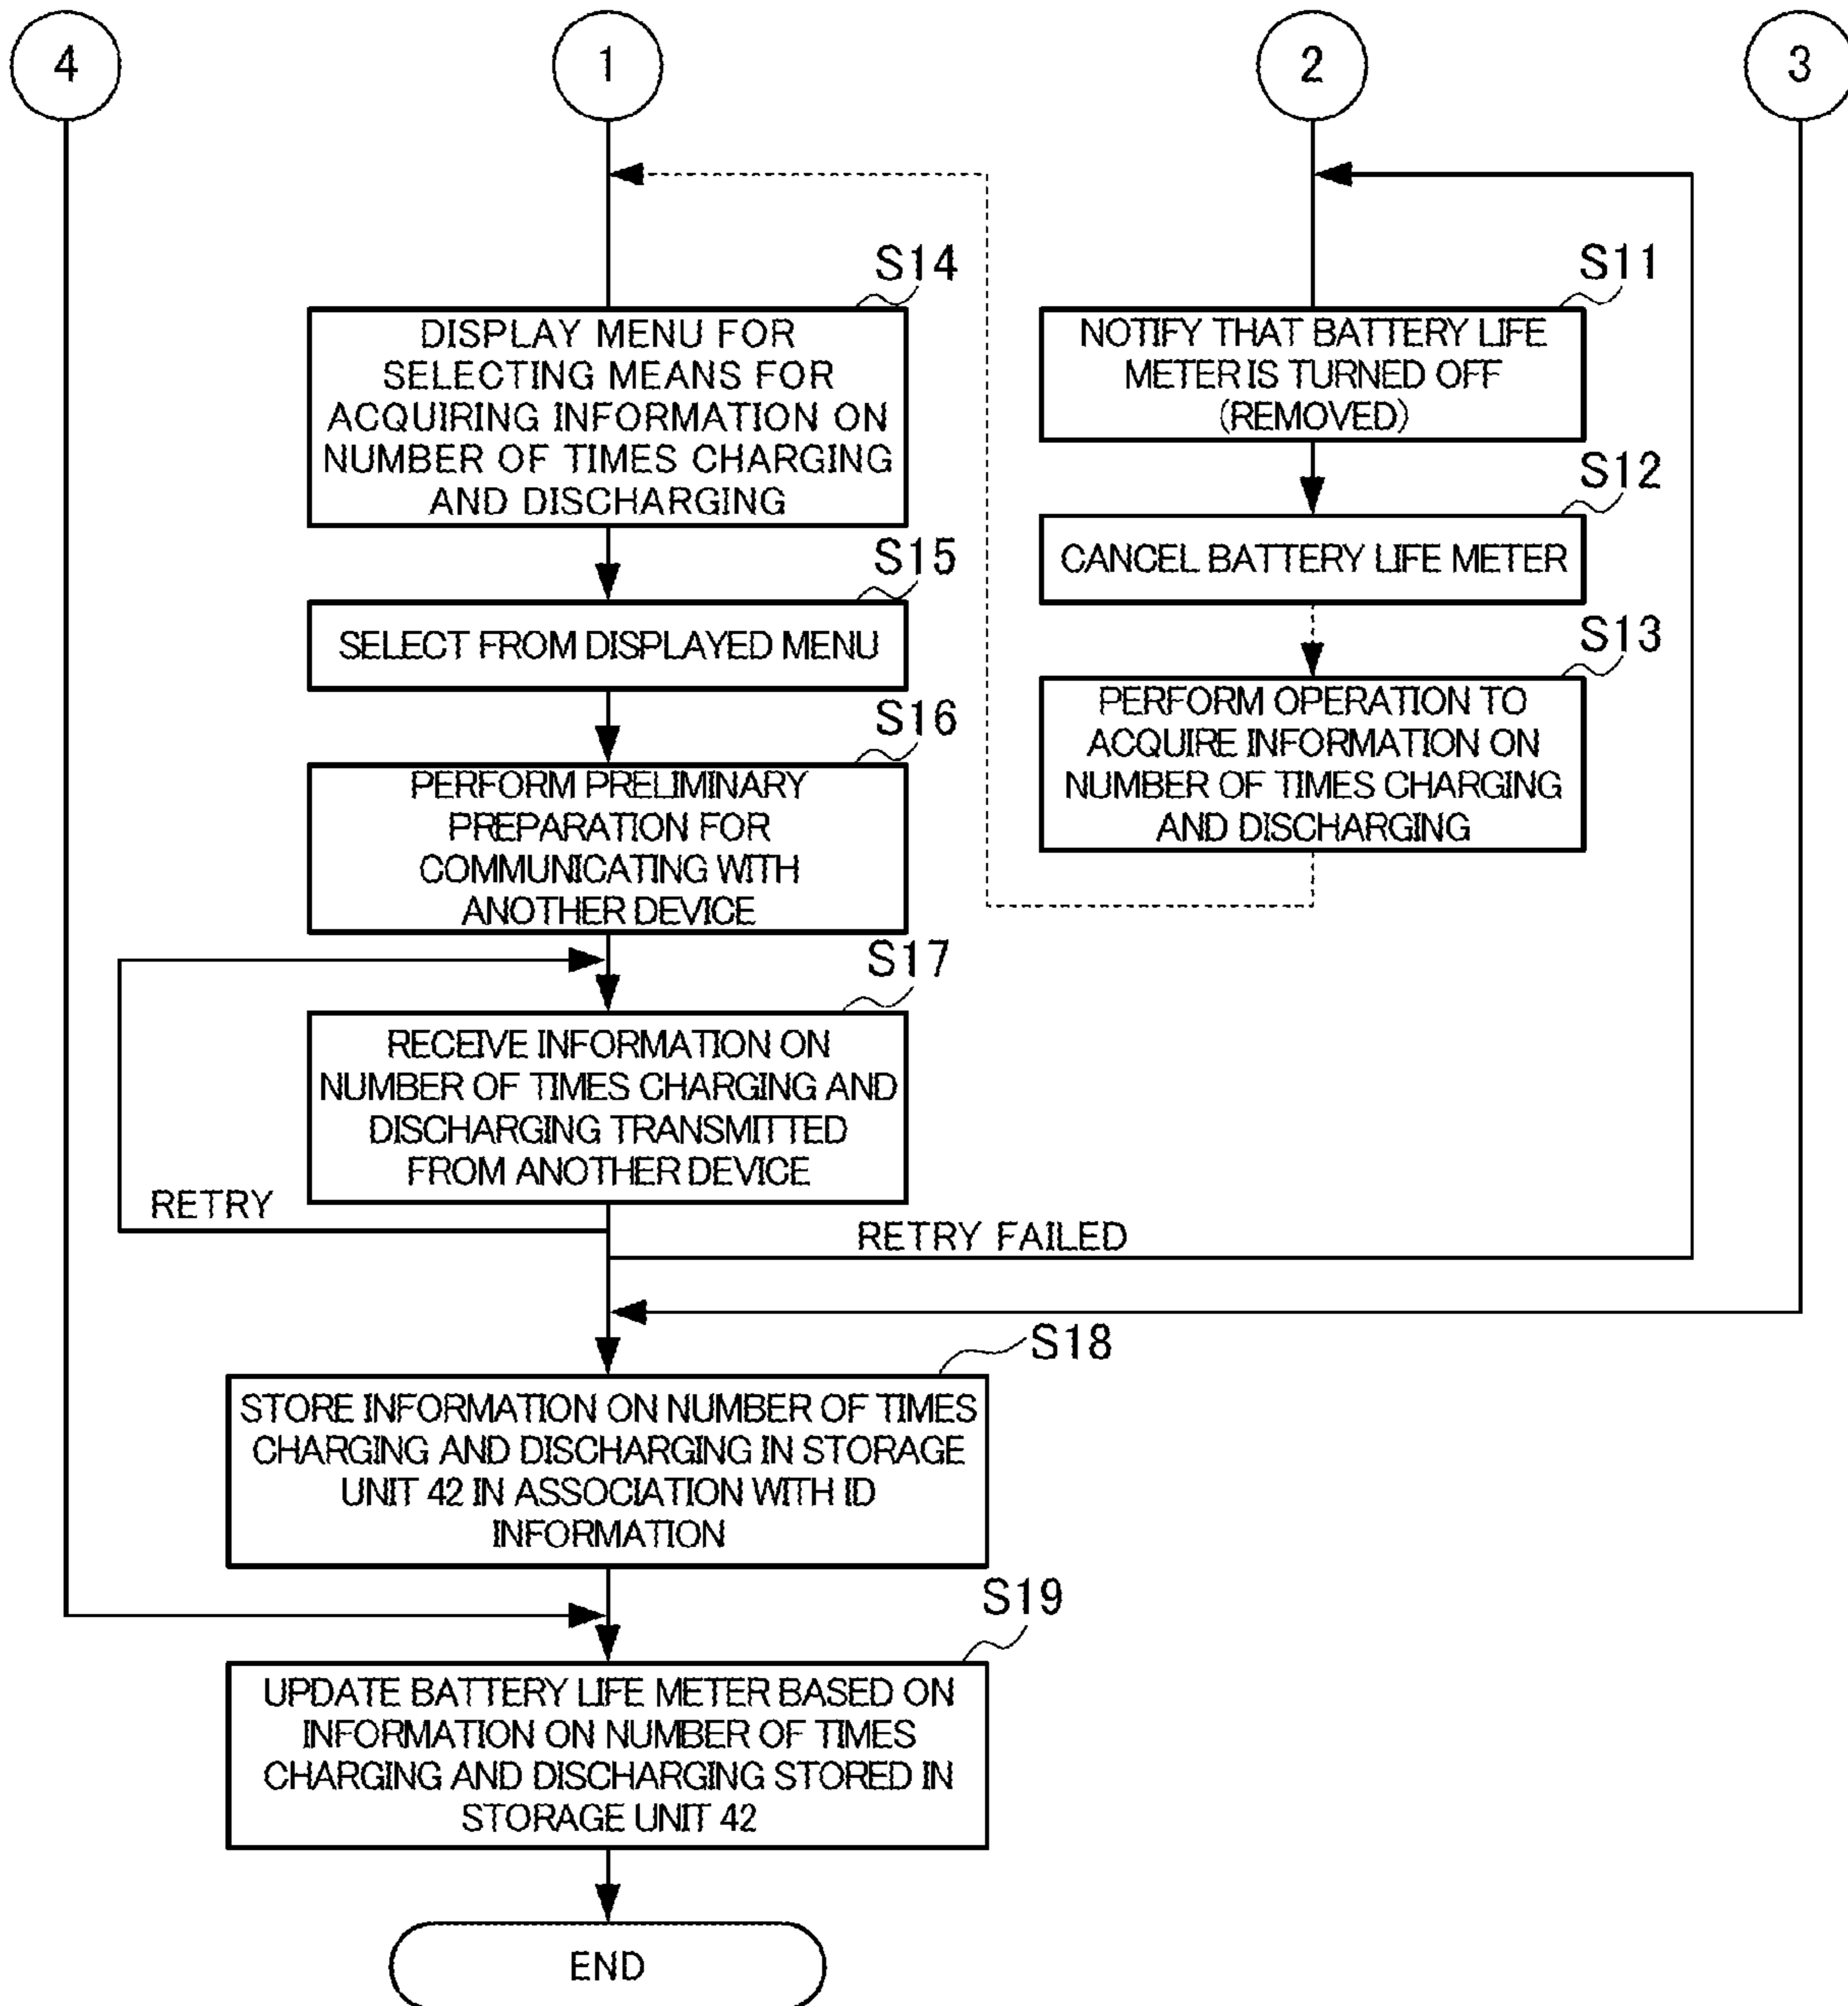 4
1
2
3
S14
DISPLAY MENU FOR
SELECTING MEANS FOR
ACQUIRING INFORMATION ON
NUMBER OF TIMES CHARGING
AND DISCHARGING
S15
SELECT FROM DISPLAYED MENU
S16
PERFORM PRELIMINARY
PREPARATION FOR
COMMUNICATING WITH
ANOTHER DEVICE
S11
NOTIFY THAT BATTERY LIFE
METER IS TURNED OFF
(REMOVED)
S12
CANCEL BATTERY LIFE METER
S13
PERFORM OPERATION TO
ACQUIRE INFORMATION ON
NUMBER OF TIMES CHARGING
AND DISCHARGING
S17
RECEIVE INFORMATION ON
NUMBER OF TIMES CHARGING AND
DISCHARGING TRANSMITTED
FROM ANOTHER DEVICE
RETRY
RETRY FAILED
S18
STORE INFORMATION ON NUMBER OF TIMES
CHARGING AND DISCHARGING IN STORAGE
UNIT 42 IN ASSOCIATION WITH ID
INFORMATION
S19
UPDATE BATTERY LIFE METER BASED ON
INFORMATION ON NUMBER OF TIMES
CHARGING AND DISCHARGING STORED IN
STORAGE UNIT 42
END